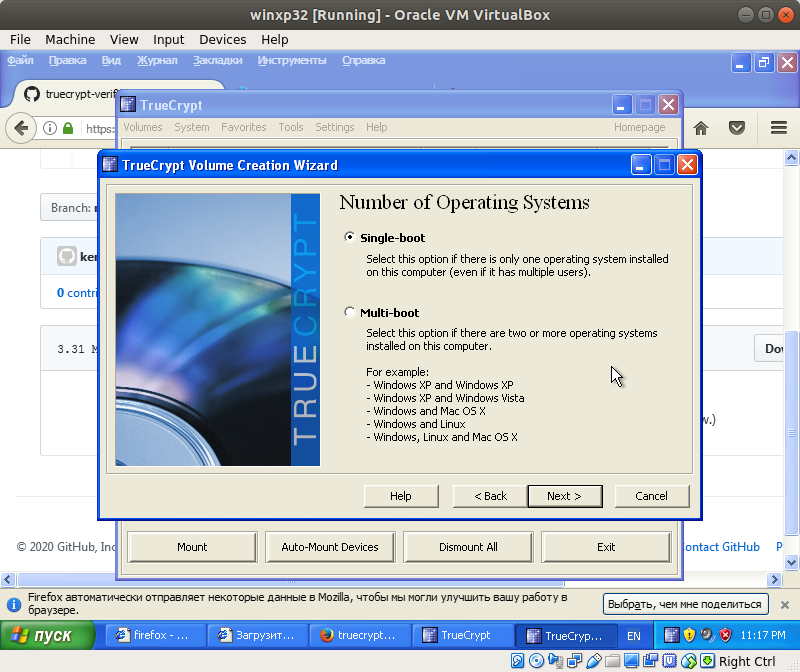 winxp32 [Running] - Oracle VM VirtualBox
File Machine View Input Devices Help
Файл Правка Вид Журнал Закладки Инструменты Справка
truecrypt-verif
https:
TrueCrypt
Volumes System Favorites Tools Settings Help Homepage
TrueCrypt Volume Creation Wizard
Branch:
0 contri
3.31
TRUECRYPT
Number of Operating Systems
Single-boot
Select this option if there is only one operating system installed
on this computer (even if it has multiple users).
Multi-boot
Select this option if there are two or more operating systems
installed on this computer.
For example:
- Windows XP and Windows XP
- Windows XP and Windows Vista
- Windows and Mac OS X
- Windows and Linux
- Windows, Linux and Mac OS X
Help < Back Next > Cancel
Mount Auto-Mount Devices Dismount All Exit
© 2020 GitHub, Inc
ontact GitHub P
Firefox автоматически отправляет некоторые данные в Mozilla, чтобы мы могли улучшить вашу работу в
браузере.
Выбрать, чем мне поделиться
пуск firefox - ... Загрузит... truecrypt... TrueCrypt TrueCryp... EN 11:17 PM
Right Ctrl